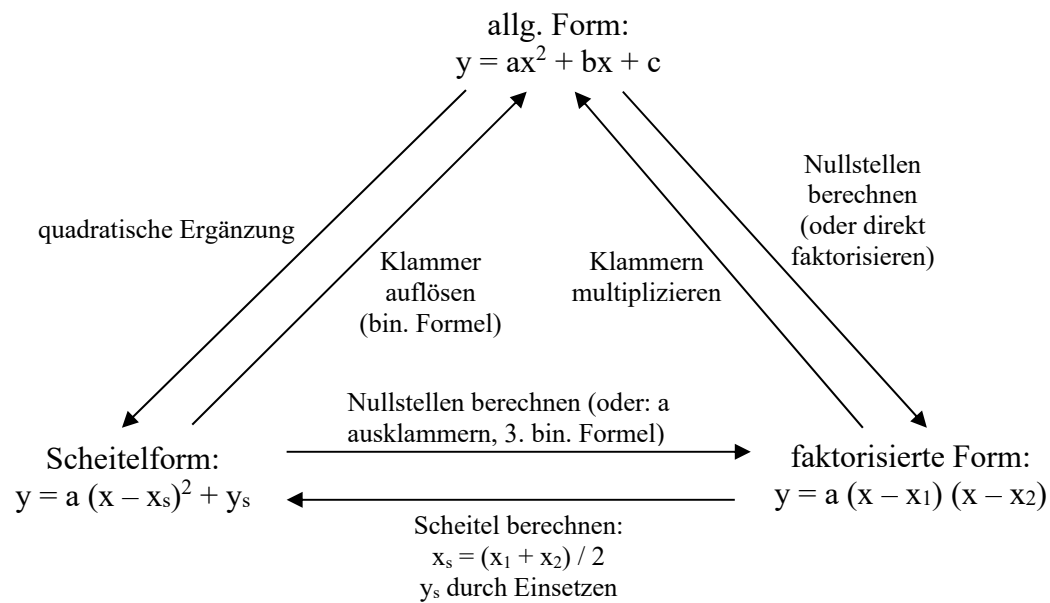 allg. Form:
y = ax² + bx + c
Nullstellen
berechnen
(oder direkt
faktorisieren)
quadratische Ergänzung
Klammer
auflösen
(bin. Formel)
Klammern
multiplizieren
Nullstellen berechnen (oder: a
ausklammern, 3. bin. Formel)
Scheitelform:
y = a (x – xₛ)² + yₛ
faktorisierte Form:
y = a (x – x₁) (x – x₂)
Scheitel berechnen:
xₛ = (x₁ + x₂) / 2
yₛ durch Einsetzen